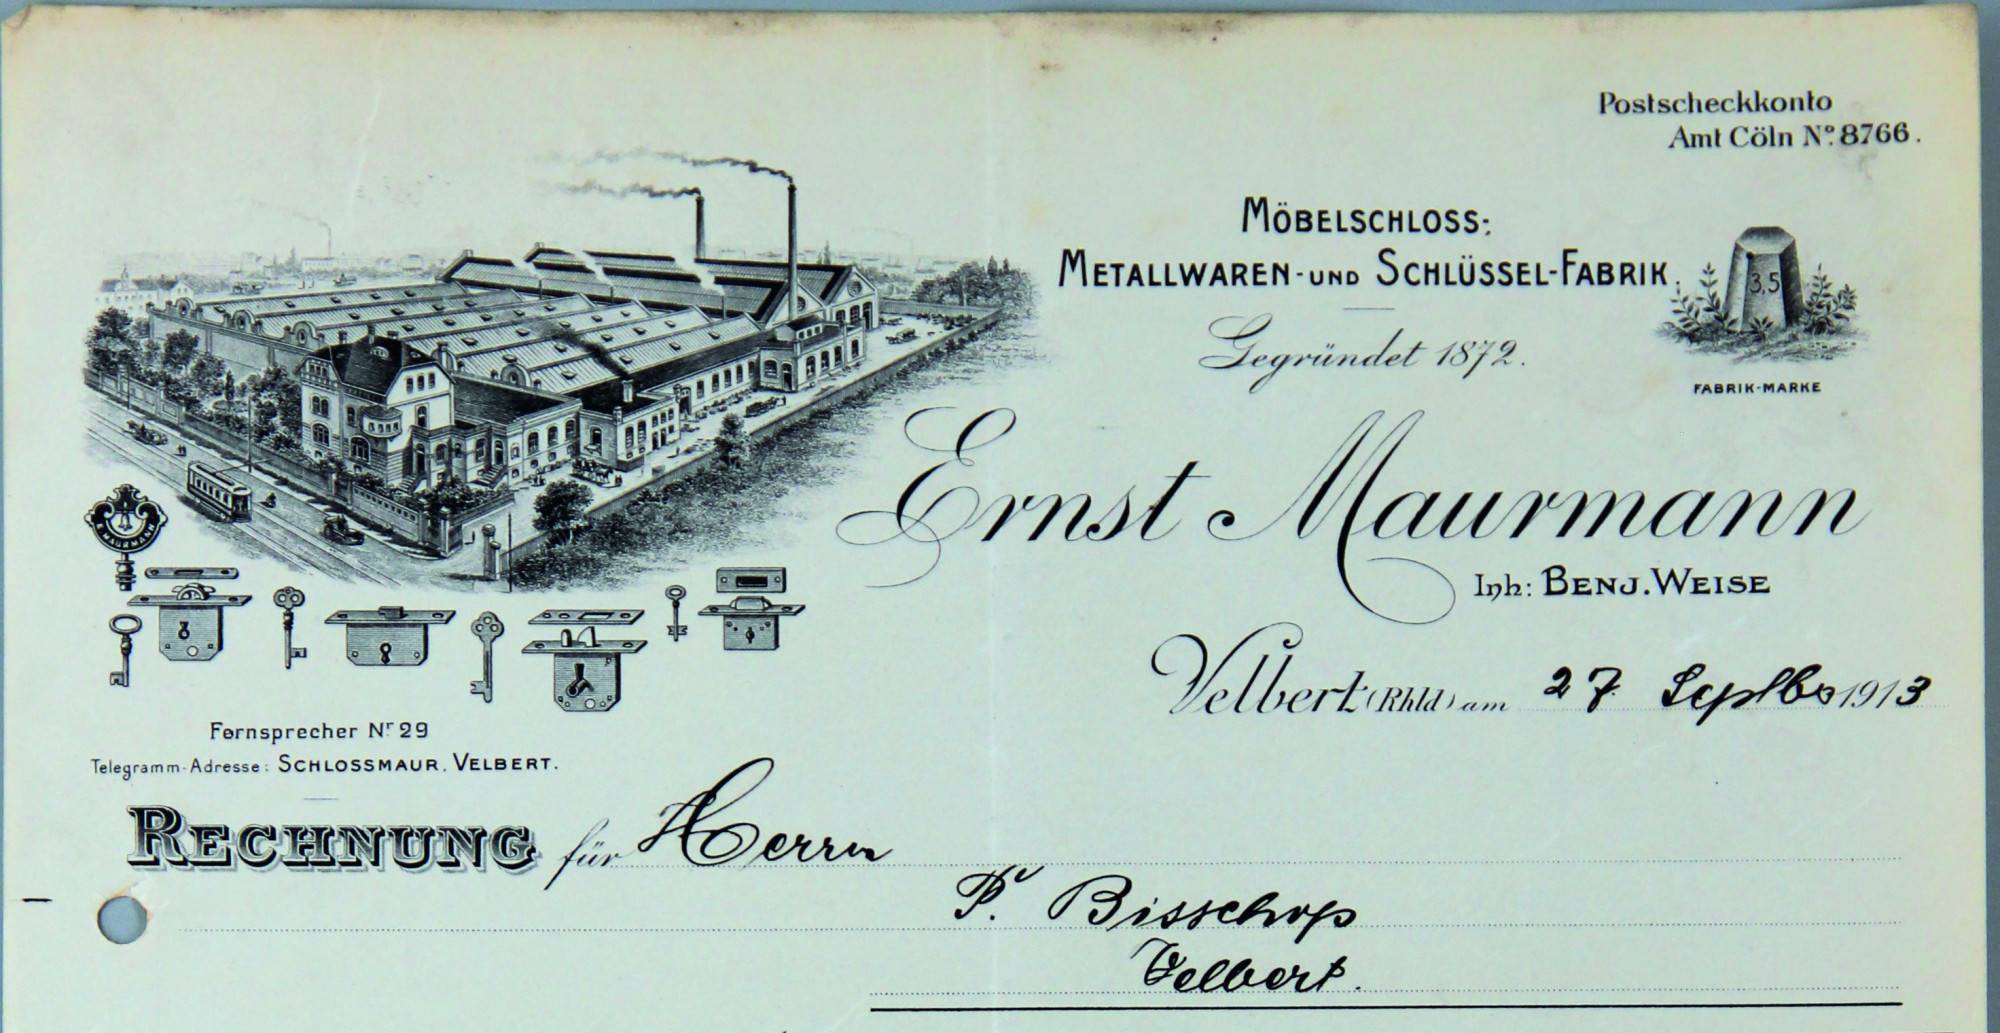 Postscheckkonto
Amt Cöln No. 8766.
MÖBELSCHLOSS-,
METALLWAREN-UND SCHLÜSSEL-FABRIK.
3,5
Gegründet 1872.
FABRIK-MARKE
Ernst Maurmann
Inh: BENJ. WEISE
E. MAURMANN
Velbert (Rhld) am 27. Septbr 1913
Fernsprecher Nr 29
Telegramm-Adresse: SCHLOSSMAUR. VELBERT.
RECHNUNG für Herrn
Bisschop
Velbert.